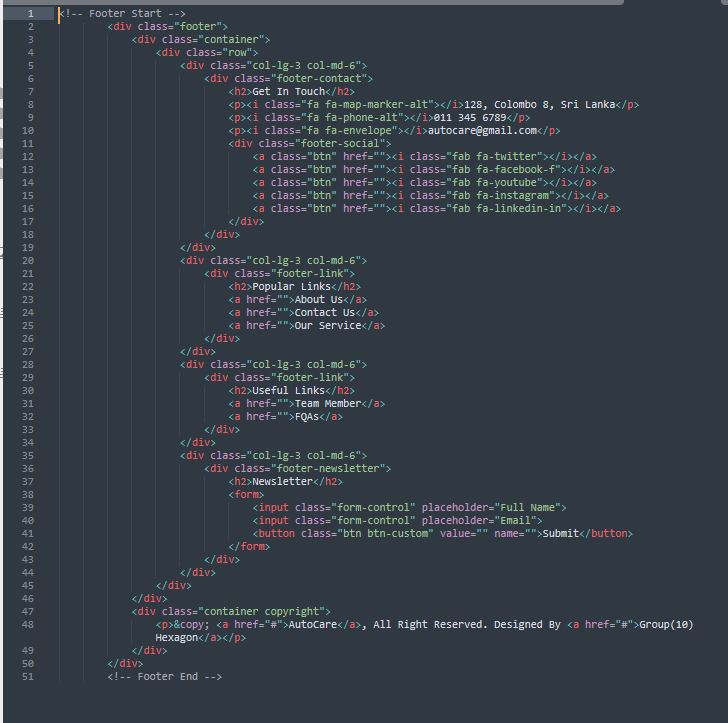 1 <!-- Footer Start -->
2 <div class="footer">
3 <div class="container">
4 <div class="row">
5 <div class="col-lg-3 col-md-6">
6 <div class="footer-contact">
7 <h2>Get In Touch</h2>
8 <p><i class="fa fa-map-marker-alt"></i>128, Colombo 8, Sri Lanka</p>
9 <p><i class="fa fa-phone-alt"></i>011 345 6789</p>
10 <p><i class="fa fa-envelope"></i>autocare@gmail.com</p>
11 <div class="footer-social">
12 <a class="btn" href=""><i class="fab fa-twitter"></i></a>
13 <a class="btn" href=""><i class="fab fa-facebook-f"></i></a>
14 <a class="btn" href=""><i class="fab fa-youtube"></i></a>
15 <a class="btn" href=""><i class="fab fa-instagram"></i></a>
16 <a class="btn" href=""><i class="fab fa-linkedin-in"></i></a>
17 </div>
18 </div>
19 </div>
20 <div class="col-lg-3 col-md-6">
21 <div class="footer-link">
22 <h2>Popular Links</h2>
23 <a href="">About Us</a>
24 <a href="">Contact Us</a>
25 <a href="">Our Service</a>
26 </div>
27 </div>
28 <div class="col-lg-3 col-md-6">
29 <div class="footer-link">
30 <h2>Useful Links</h2>
31 <a href="">Team Member</a>
32 <a href="">FQAs</a>
33 </div>
34 </div>
35 <div class="col-lg-3 col-md-6">
36 <div class="footer-newsletter">
37 <h2>Newsletter</h2>
38 <form>
39 <input class="form-control" placeholder="Full Name">
40 <input class="form-control" placeholder="Email">
41 <button class="btn btn-custom" value="" name="">Submit</button>
42 </form>
43 </div>
44 </div>
45 </div>
46 </div>
47 <div class="container copyright">
48 <p>&copy; <a href="#">AutoCare</a>, All Right Reserved. Designed By <a href="#">Group(10)
Hexagon</a></p>
49 </div>
50 </div>
51 <!-- Footer End -->